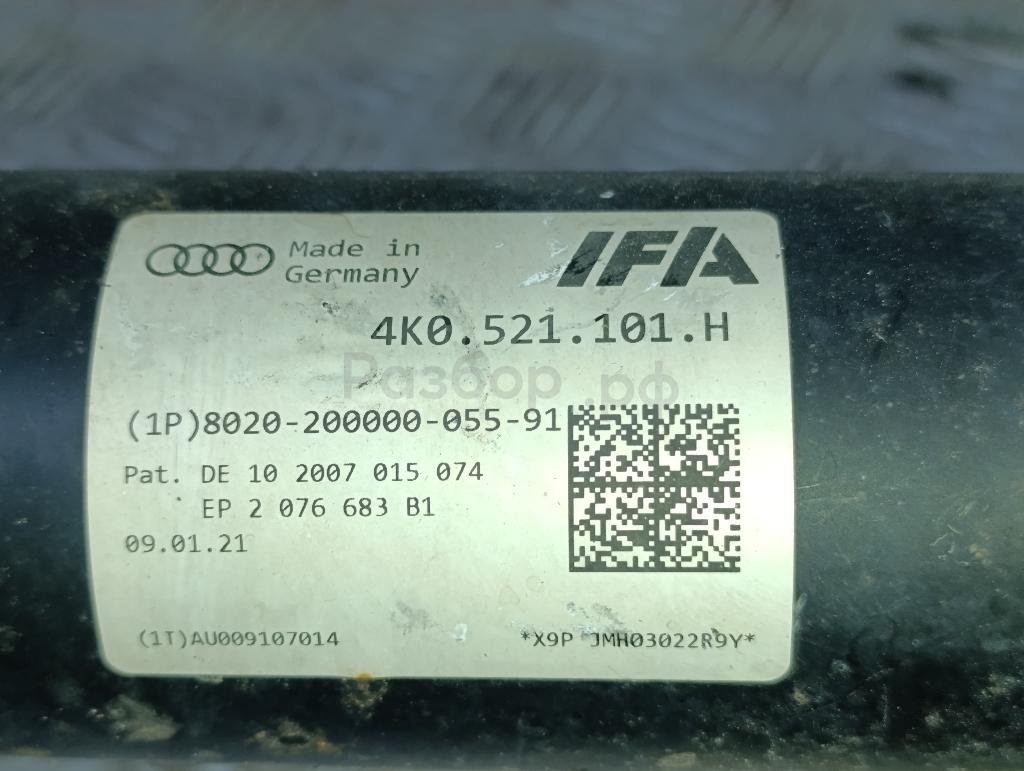 Made in
Germany
IFA
4K0.521.101.H
Разбор.рф
(1P)8020-200000-055-91
Pat. DE 10 2007 015 074
EP 2 076 683 B1
09.01.21
(1T)AU009107014
*X9P JMH03022R9Y*